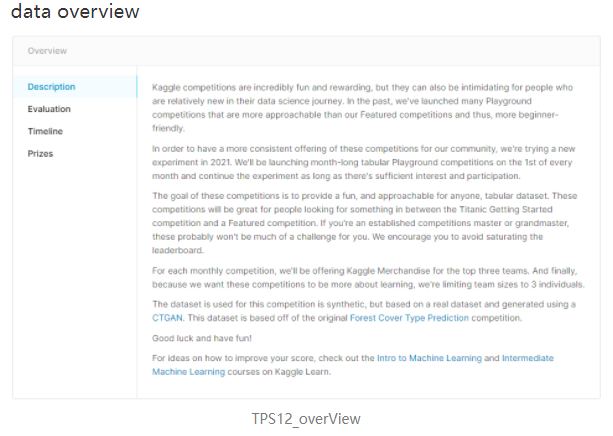 data overview
Overview
Description
Evaluation
Timeline
Prizes
Kaggle competitions are incredibly fun and rewarding, but they can also be intimidating for people who
are relatively new in their data science journey. In the past, we've launched many Playground
competitions that are more approachable than our Featured competitions and thus, more beginner-
friendly.
In order to have a more consistent offering of these competitions for our community, we're trying a new
experiment in 2021. We'll be launching month-long tabular Playground competitions on the 1st of every
month and continue the experiment as long as there's sufficient interest and participation.
The goal of these competitions is to provide a fun, and approachable for anyone, tabular dataset. These
competitions will be great for people looking for something in between the Titanic Getting Started
competition and a Featured competition. If you're an established competitions master or grandmaster,
these probably won't be much of a challenge for you. We encourage you to avoid saturating the
leaderboard.
For each monthly competition, we'll be offering Kaggle Merchandise for the top three teams. And finally,
because we want these competitions to be more about learning, we're limiting team sizes to 3 individuals.
The dataset is used for this competition is synthetic, but based on a real dataset and generated using a
CTGAN. This dataset is based off of the original Forest Cover Type Prediction competition.
Good luck and have fun!
For ideas on how to improve your score, check out the Intro to Machine Learning and Intermediate
Machine Learning courses on Kaggle Learn.
TPS12_overView